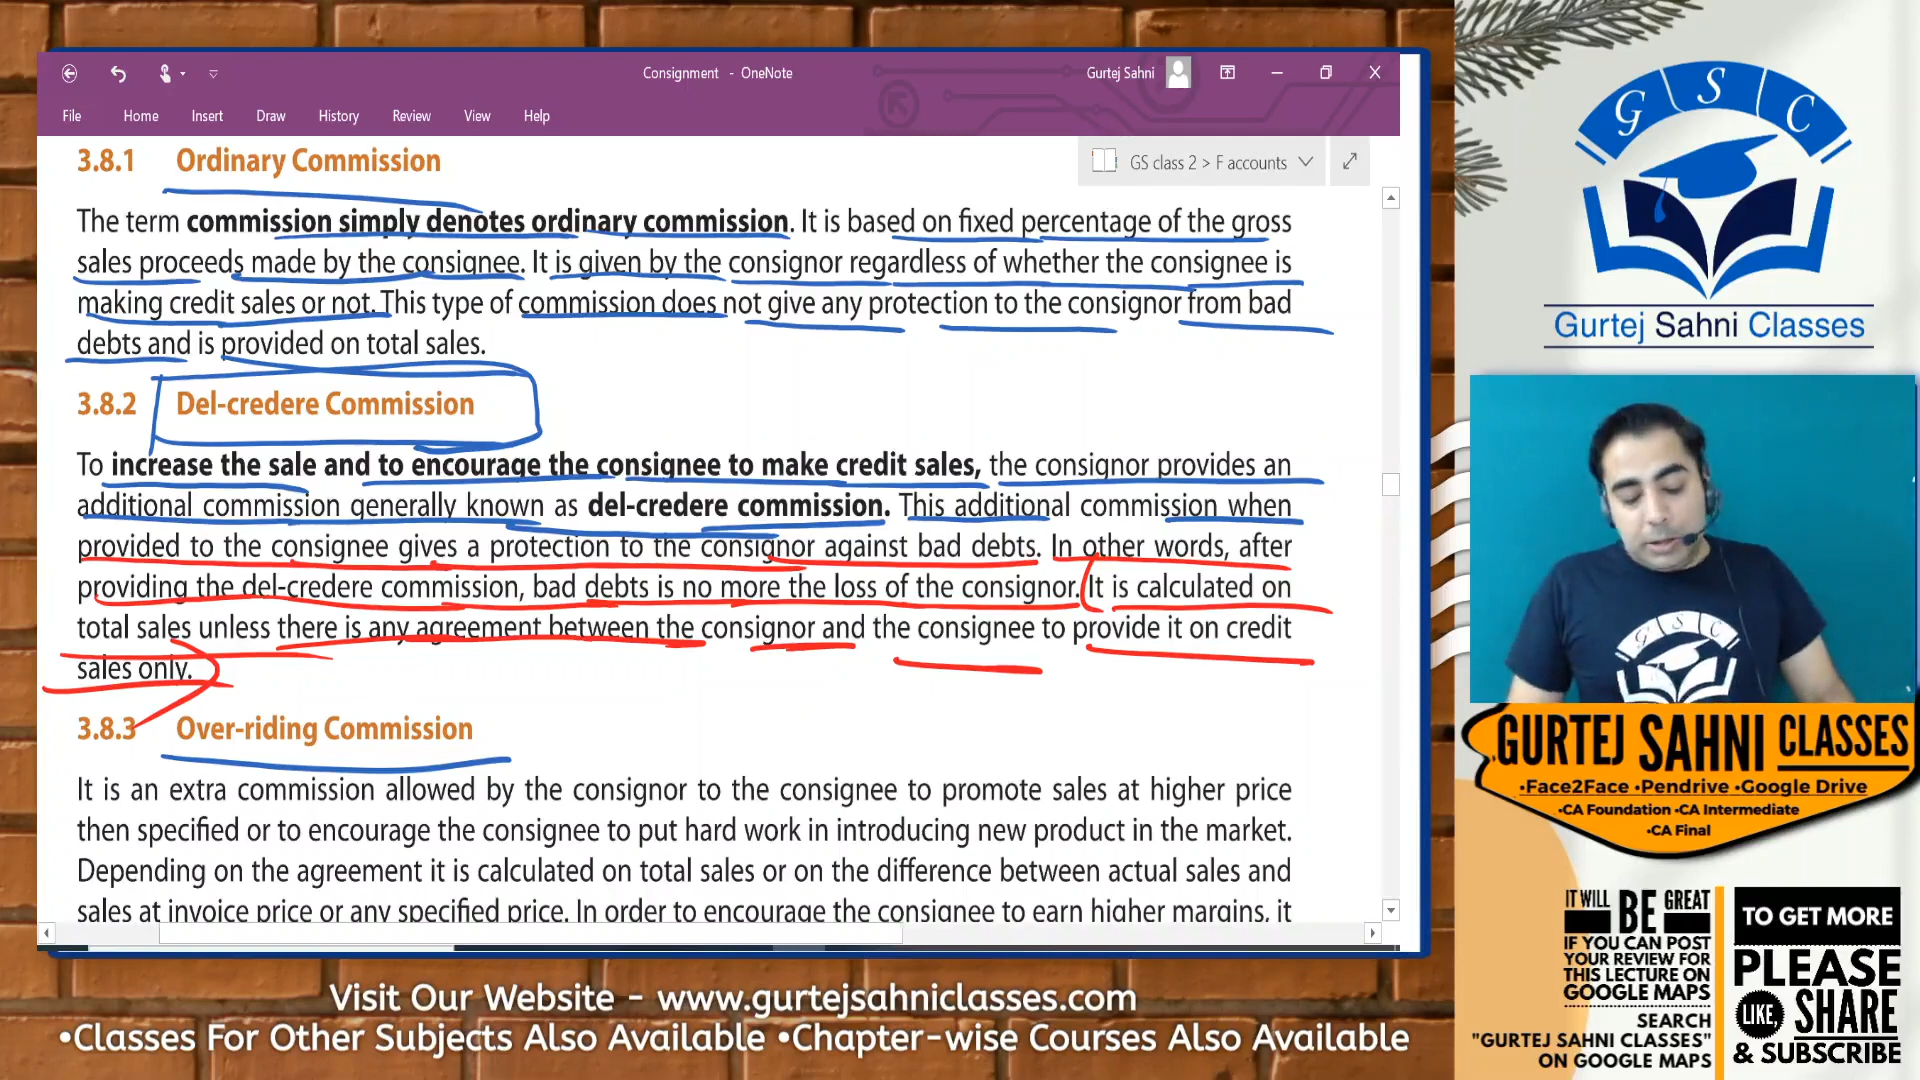 Consignment - OneNote
Gurtej Sahni
File Home Insert Draw History Review View Help
GS class 2 > F accounts
3.8.1 Ordinary Commission
The term commission simply denotes ordinary commission. It is based on fixed percentage of the gross
sales proceeds made by the consignee. It is given by the consignor regardless of whether the consignee is
making credit sales or not. This type of commission does not give any protection to the consignor from bad
debts and is provided on total sales.
3.8.2 Del-credere Commission
To increase the sale and to encourage the consignee to make credit sales, the consignor provides an
additional commission generally known as del-credere commission. This additional commission when
provided to the consignee gives a protection to the consignor against bad debts. In other words, after
providing the del-credere commission, bad debts is no more the loss of the consignor. It is calculated on
total sales unless there is any agreement between the consignor and the consignee to provide it on credit
sales only.
3.8.3 Over-riding Commission
It is an extra commission allowed by the consignor to the consignee to promote sales at higher price
then specified or to encourage the consignee to put hard work in introducing new product in the market.
Depending on the agreement it is calculated on total sales or on the difference between actual sales and
sales at invoice price or any specified price. In order to encourage the consignee to earn higher margins, it
G S C
Gurtej Sahni Classes
G S C
GURTEJ SAHNI CLASSES
•Face2Face •Pendrive •Google Drive
•CA Foundation •CA Intermediate
•CA Final
IT WILL BE GREAT
IF YOU CAN POST
YOUR REVIEW FOR
THIS LECTURE ON
GOOGLE MAPS
SEARCH
"GURTEJ SAHNI CLASSES"
ON GOOGLE MAPS
TO GET MORE
PLEASE
LIKE, SHARE
& SUBSCRIBE
Visit Our Website - www.gurtejsahniclasses.com
•Classes For Other Subjects Also Available •Chapter-wise Courses Also Available